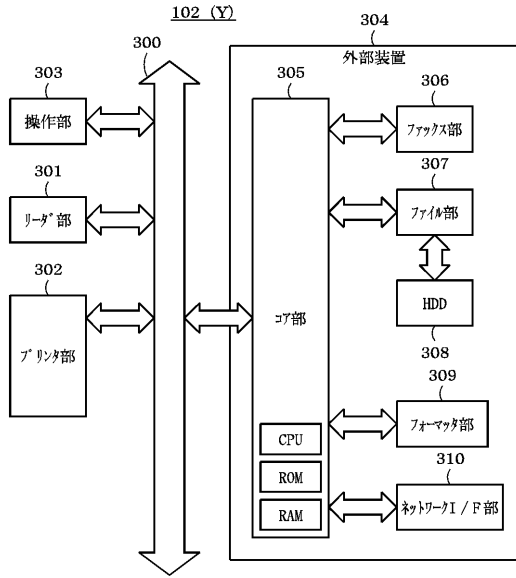 102 (Y)
300
304
外部装置
303
操作部
305
306
ファックス部
301
リーダ部
307
ファイル部
302
プリンタ部
コア部
HDD
308
309
フォーマッタ部
CPU
ROM
RAM
310
ネットワークI/F部